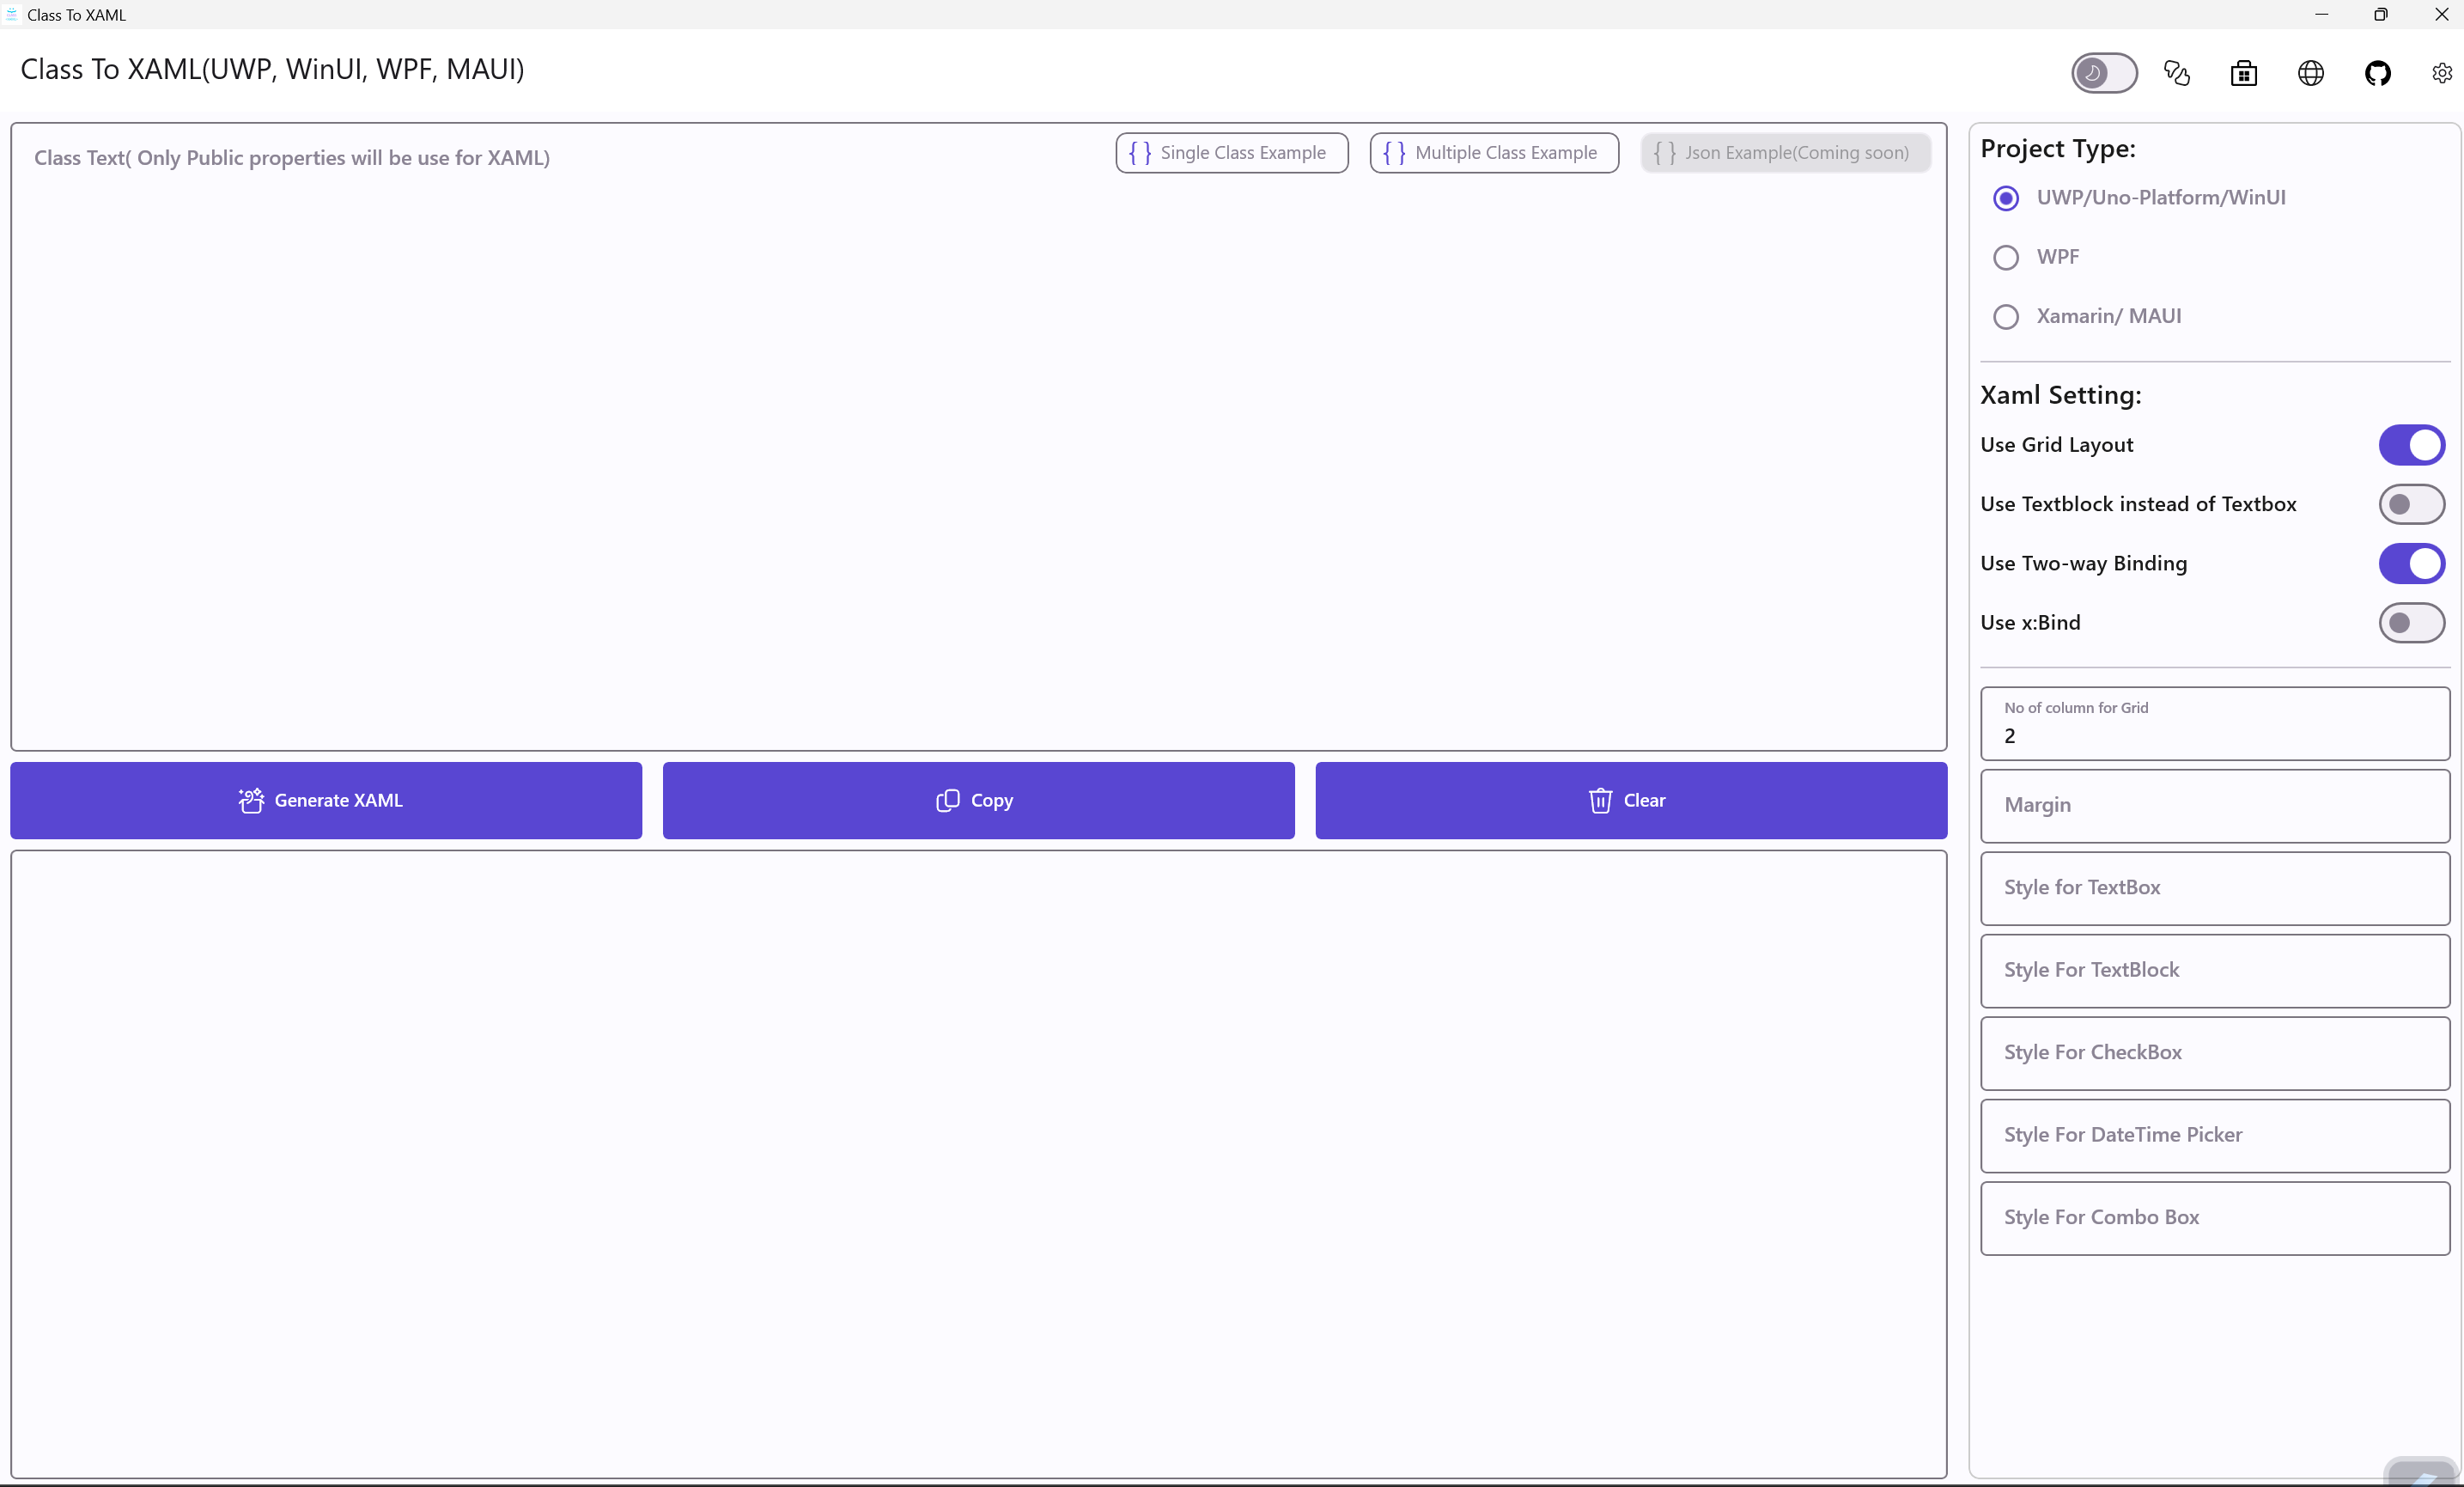 Class To XAML
Class To XAML(UWP, WinUI, WPF, MAUI)
Class Text( Only Public properties will be use for XAML)
{ } Single Class Example
{ } Multiple Class Example
{ } Json Example(Coming soon)
Generate XAML
Copy
Clear
Project Type:
UWP/Uno-Platform/WinUI
WPF
Xamarin/ MAUI
Xaml Setting:
Use Grid Layout
Use Textblock instead of Textbox
Use Two-way Binding
Use x:Bind
No of column for Grid
2
Margin
Style for TextBox
Style For TextBlock
Style For CheckBox
Style For DateTime Picker
Style For Combo Box